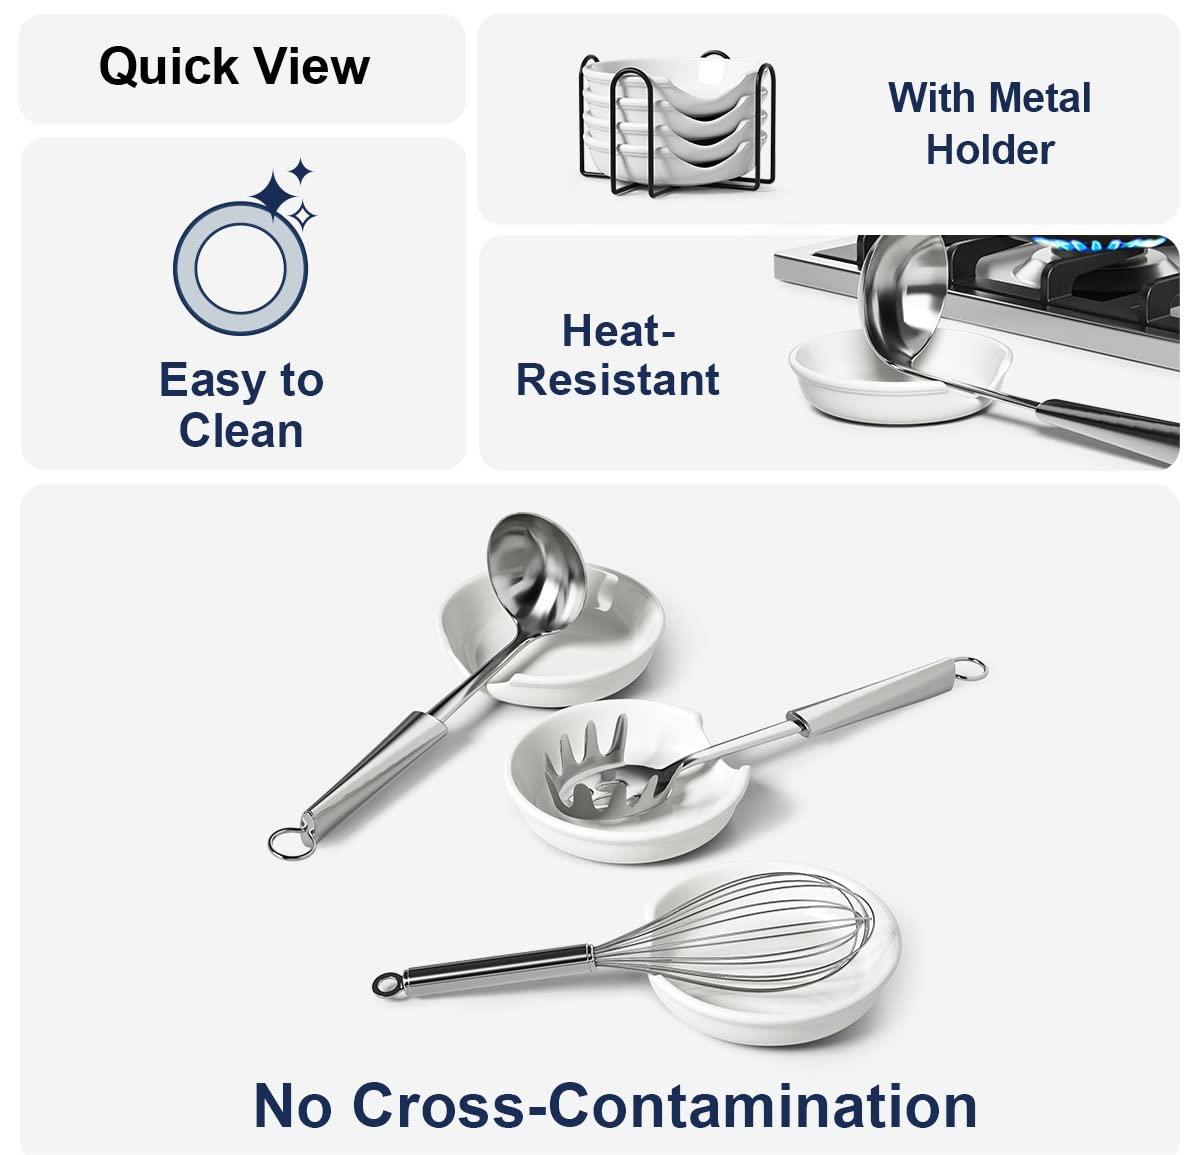 Quick View
With Metal
Holder
Easy to
Clean
Heat-
Resistant
No Cross-Contamination